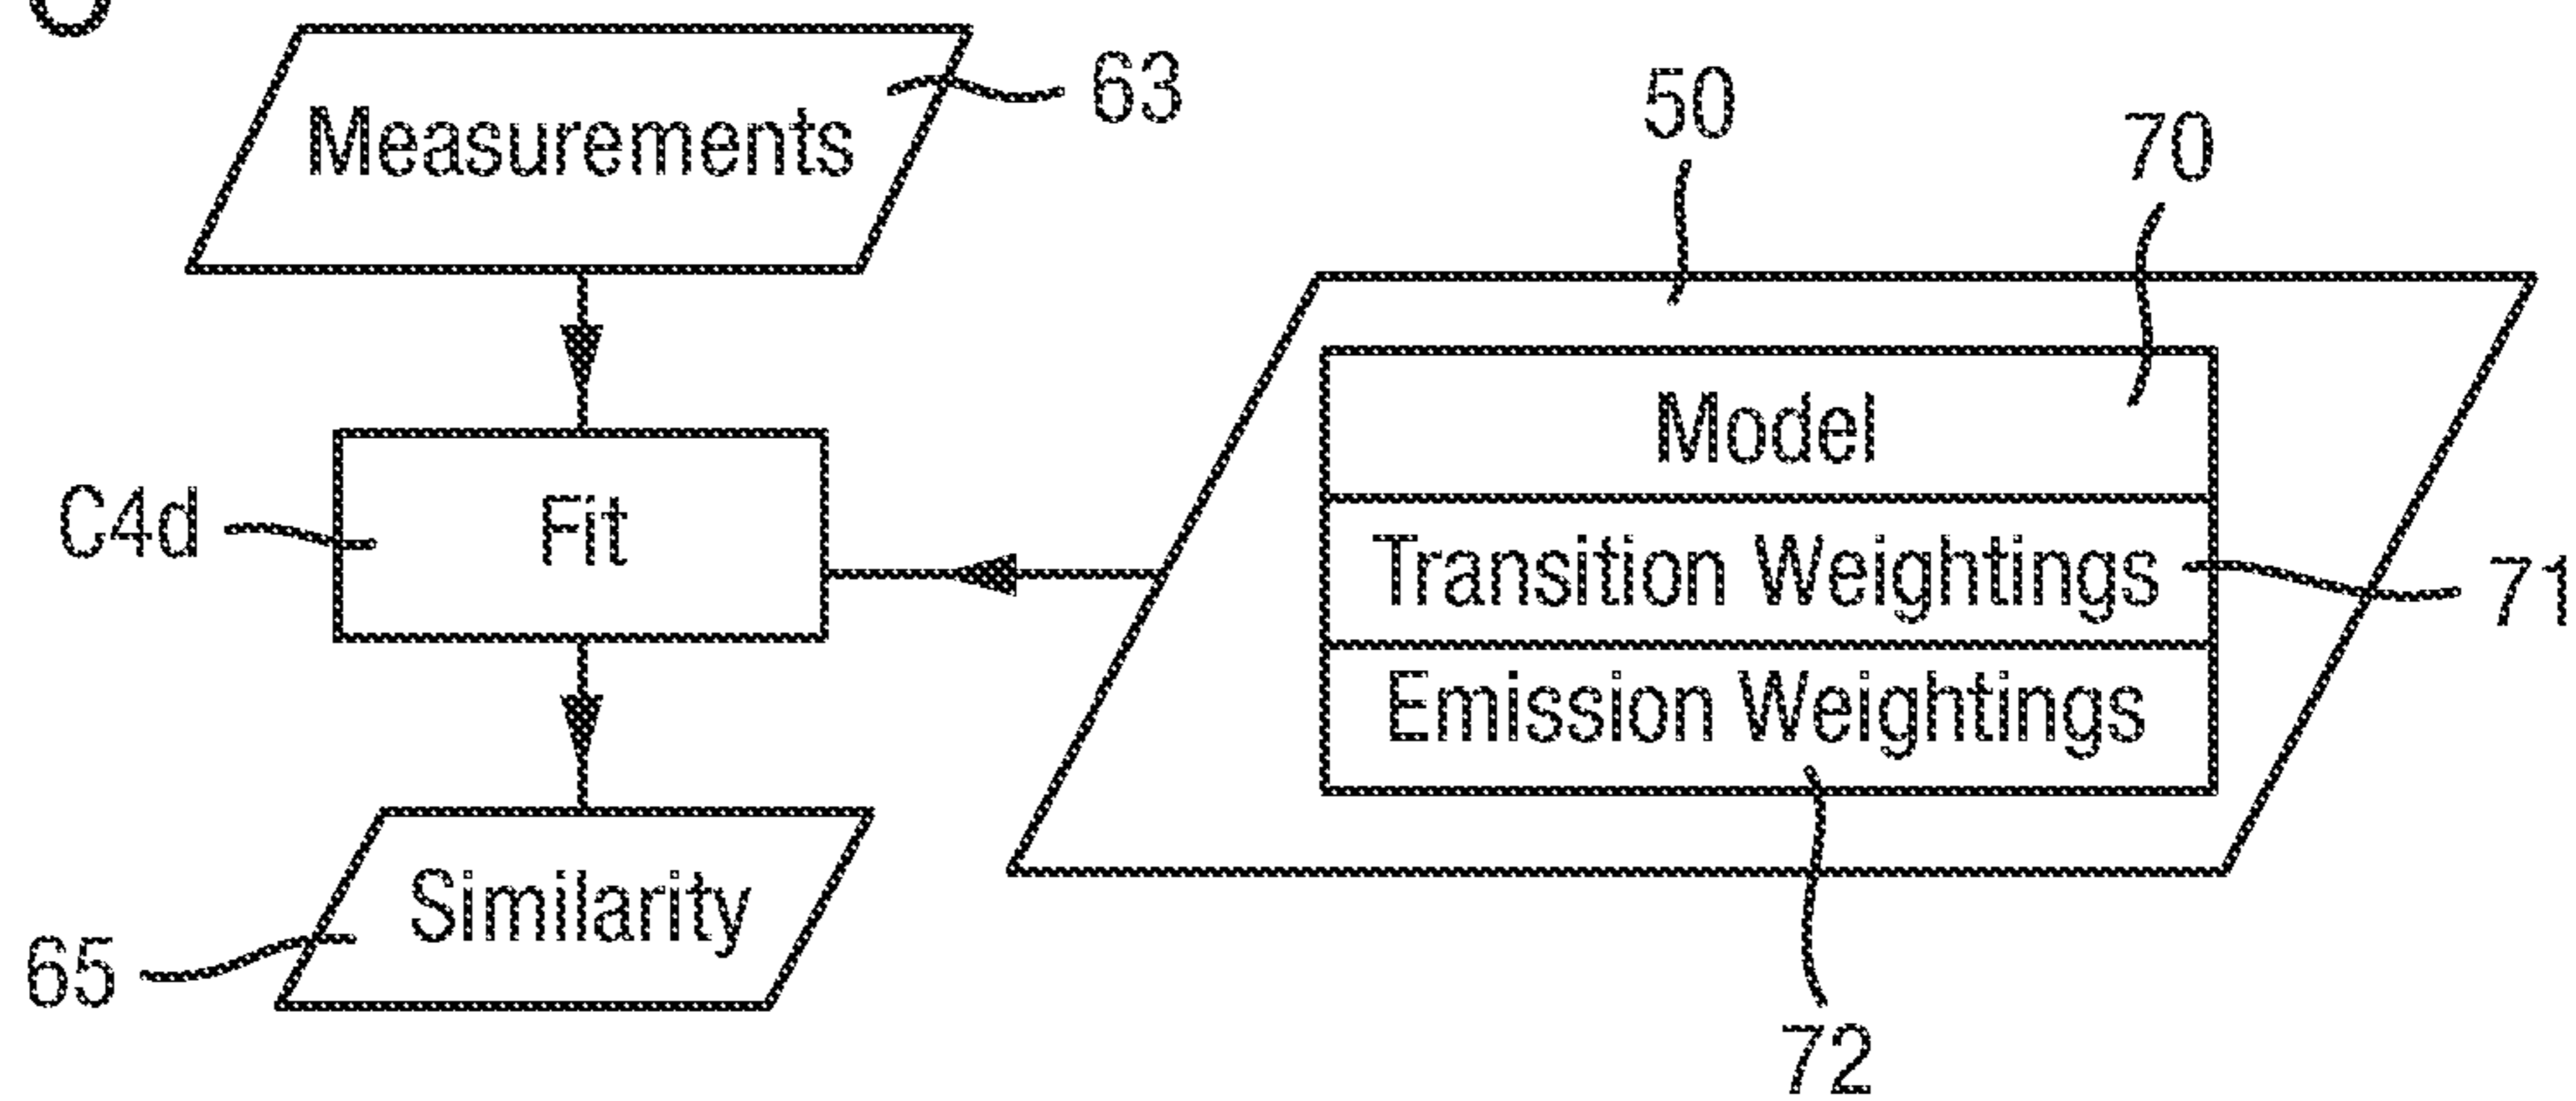 Measurements
63
50
70
Model
C4d
Fit
Transition Weightings
71
Emission Weightings
Similarity
65
72